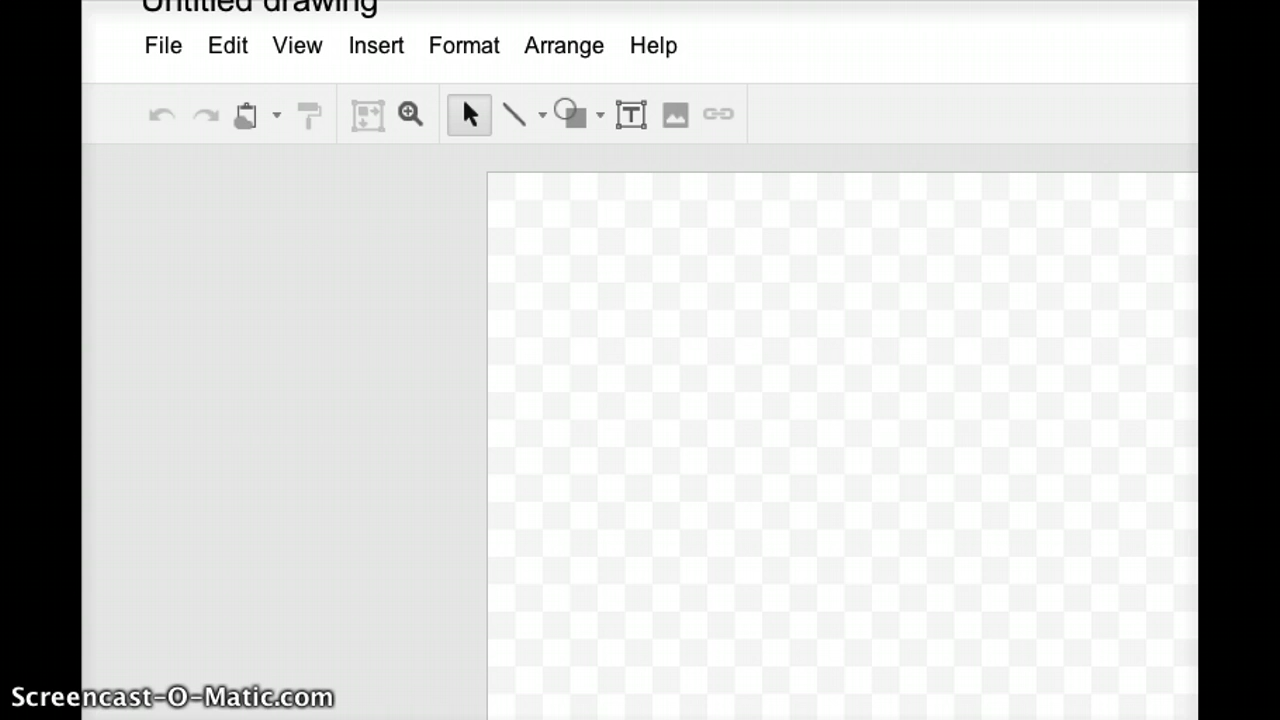 Untitled drawing
File Edit View Insert Format Arrange Help
T
Screencast-O-Matic.com